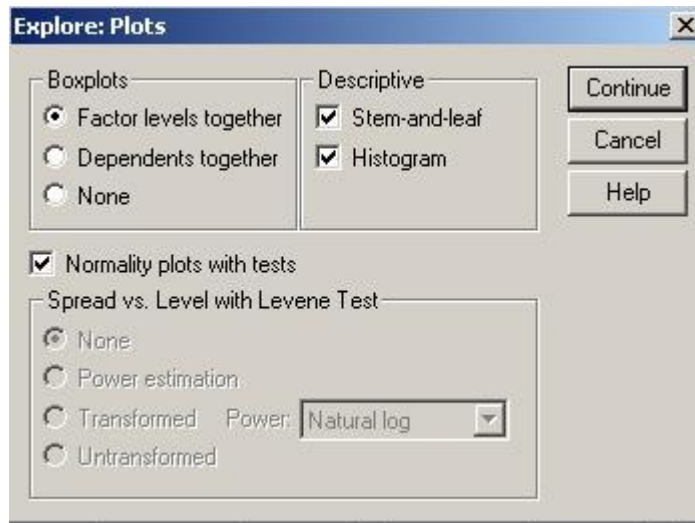 Explore: Plots
Boxplots
Factor levels together
Dependents together
None
Descriptive
Stem-and-leaf
Histogram
Continue
Cancel
Help
Normality plots with tests
Spread vs. Level with Levene Test
None
Power estimation
Transformed Power: Natural log
Untransformed